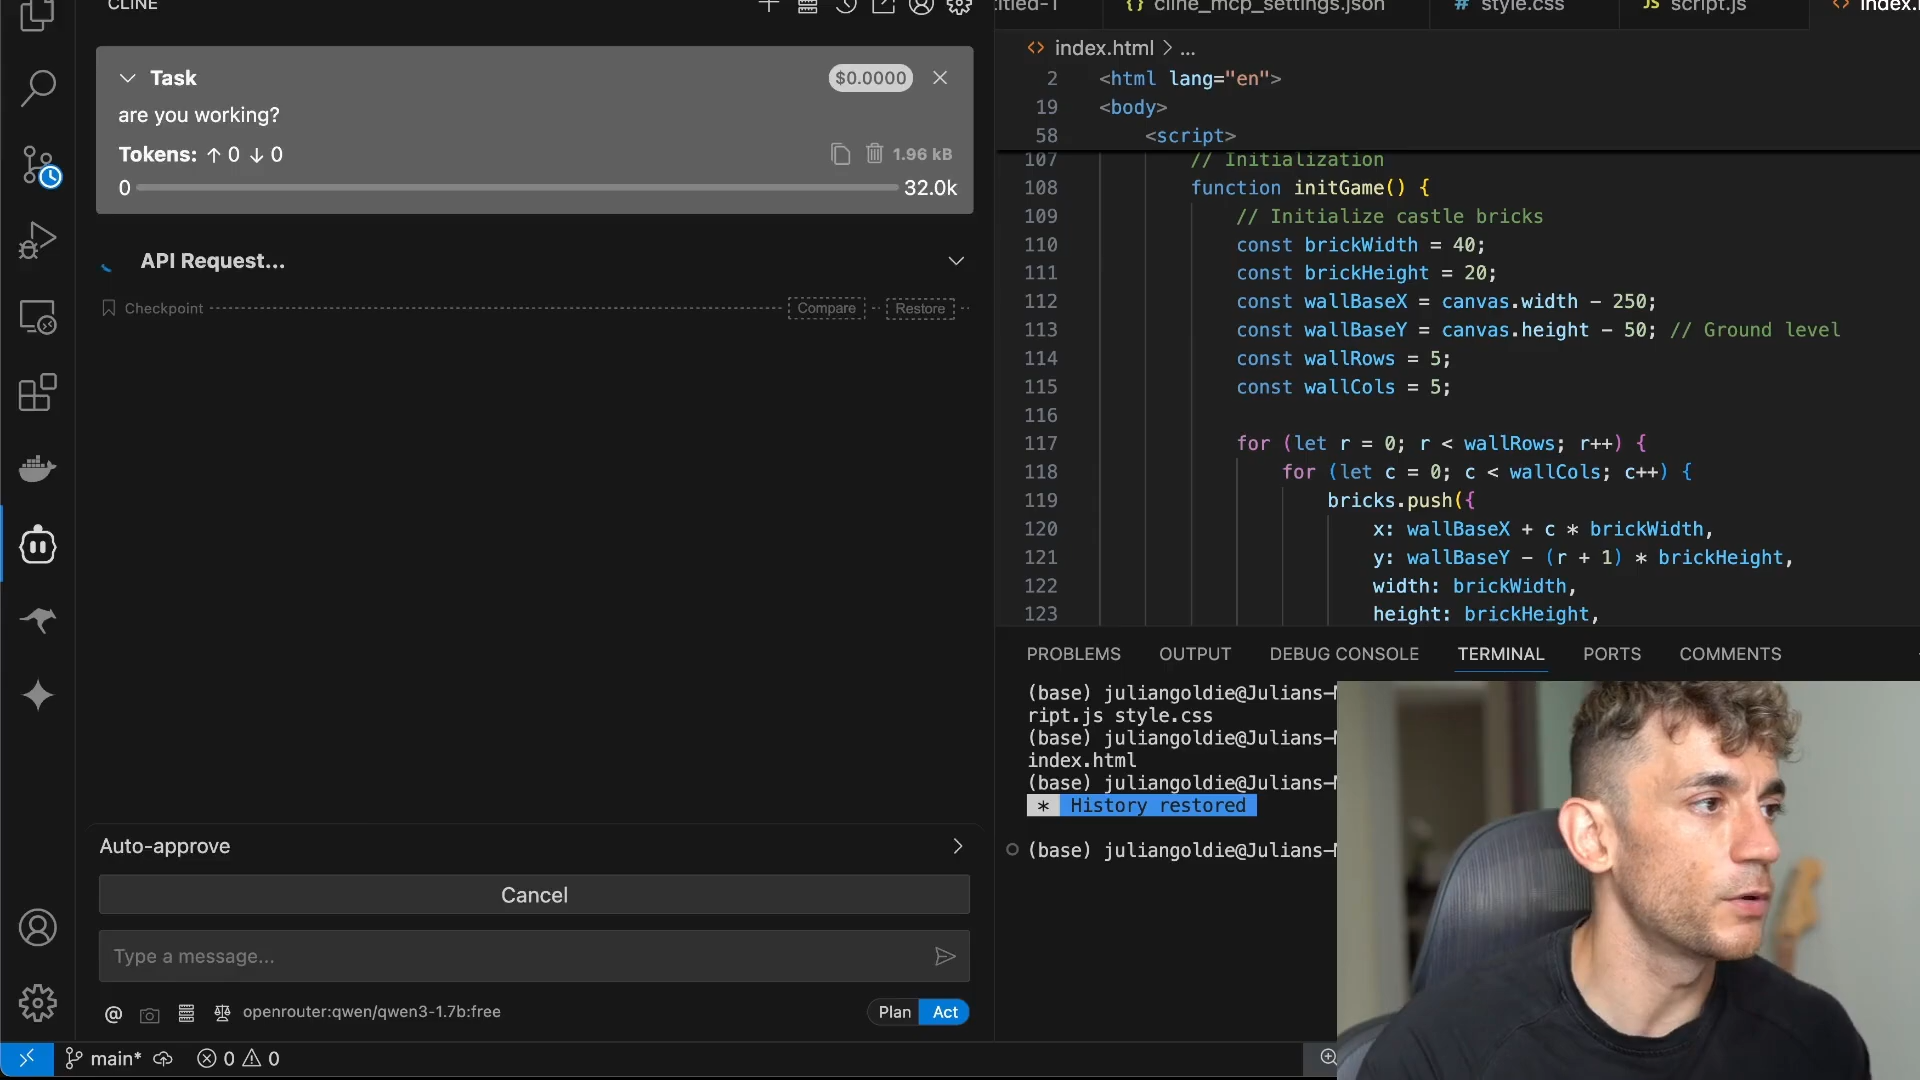 CLINE
Task
$0.0000
are you working?
Tokens: ↑ 0 ↓ 0
1.96 kB
0
32.0k
API Request...
Checkpoint
Compare
Restore
Auto-approve
Cancel
Type a message...
@
openrouter:qwen/qwen3-1.7b:free
Plan
Act
main*
0
0
cline_mcp_settings.json
# style.css
JS script.js
index.html > ...
2 <html lang="en">
19 <body>
58 <script>
107 // Initialization
108 function initGame() {
109 // Initialize castle bricks
110 const brickWidth = 40;
111 const brickHeight = 20;
112 const wallBaseX = canvas.width - 250;
113 const wallBaseY = canvas.height - 50; // Ground level
114 const wallRows = 5;
115 const wallCols = 5;
116
117 for (let r = 0; r < wallRows; r++) {
118 for (let c = 0; c < wallCols; c++) {
119 bricks.push({
120 x: wallBaseX + c * brickWidth,
121 y: wallBaseY - (r + 1) * brickHeight,
122 width: brickWidth,
123 height: brickHeight,
PROBLEMS
OUTPUT
DEBUG CONSOLE
TERMINAL
PORTS
COMMENTS
(base) juliangoldie@Julians-
ript.js style.css
(base) juliangoldie@Julians-
index.html
(base) juliangoldie@Julians-
* History restored
(base) juliangoldie@Julians-